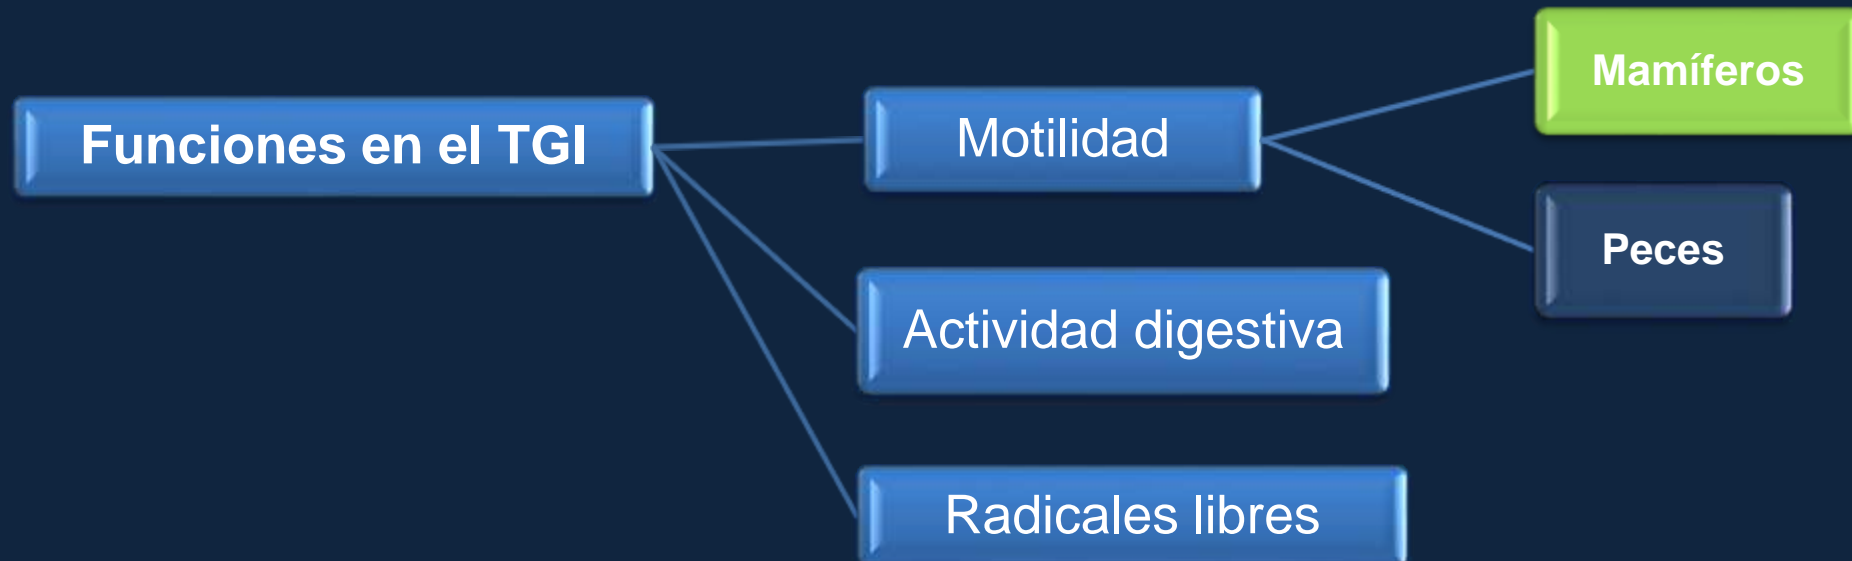 Funciones en el TGI
Motilidad
Mamíferos
Peces
Actividad digestiva
Radicales libres